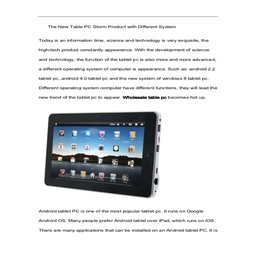 The New Table PC Storm Product with Different System
Today is an information time, science and technology is very exquisite, the
high-tech product constantly appearance. With the development of science
and technology, the function of the tablet pc is also more and more advanced,
a different operating system of computer is appearance. Such as: android 2.2
tablet pc, android 4.0 tablet pc and the new system of windows 8 tablet pc.
Different operating system computer have different functions, they will lead the
new trend of the tablet pc to appear. Wholesale table pc becomes hot up.
Android tablet PC is one of the most popular tablet pc. It runs on Google
Android OS. Many people prefer Android tablet over iPad, which runs on iOS.
There are many applications that can be installed on an Android tablet PC. It is